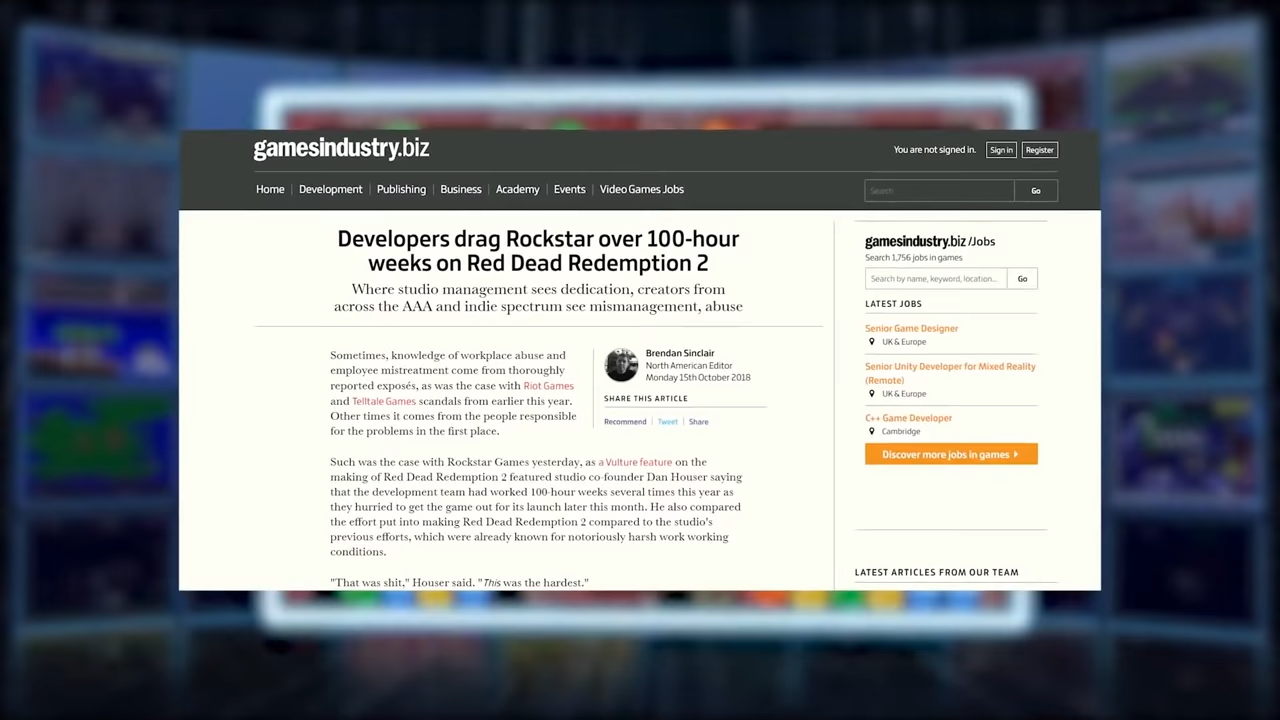 gamesindustry.biz
You are not signed in. Sign in Register
Home Development Publishing Business Academy Events Video Games Jobs
Search Go
Developers drag Rockstar over 100-hour
weeks on Red Dead Redemption 2
Where studio management sees dedication, creators from
across the AAA and indie spectrum see mismanagement, abuse
Sometimes, knowledge of workplace abuse and
employee mistreatment come from thoroughly
reported exposés, as was the case with Riot Games
and Telltale Games scandals from earlier this year.
Other times it comes from the people responsible
for the problems in the first place.
Brendan Sinclair
North American Editor
Monday 15th October 2018
SHARE THIS ARTICLE
Recommend Tweet Share
Such was the case with Rockstar Games yesterday, as a Vulture feature on the
making of Red Dead Redemption 2 featured studio co-founder Dan Houser saying
that the development team had worked 100-hour weeks several times this year as
they hurried to get the game out for its launch later this month. He also compared
the effort put into making Red Dead Redemption 2 compared to the studio's
previous efforts, which were already known for notoriously harsh work working
conditions.
"That was shit," Houser said. "This was the hardest."
gamesindustry.biz /Jobs
Search 1,756 jobs in games
Search by name, keyword, location... Go
LATEST JOBS
Senior Game Designer
UK & Europe
Senior Unity Developer for Mixed Reality
(Remote)
UK & Europe
C++ Game Developer
Cambridge
Discover more jobs in games
LATEST ARTICLES FROM OUR TEAM